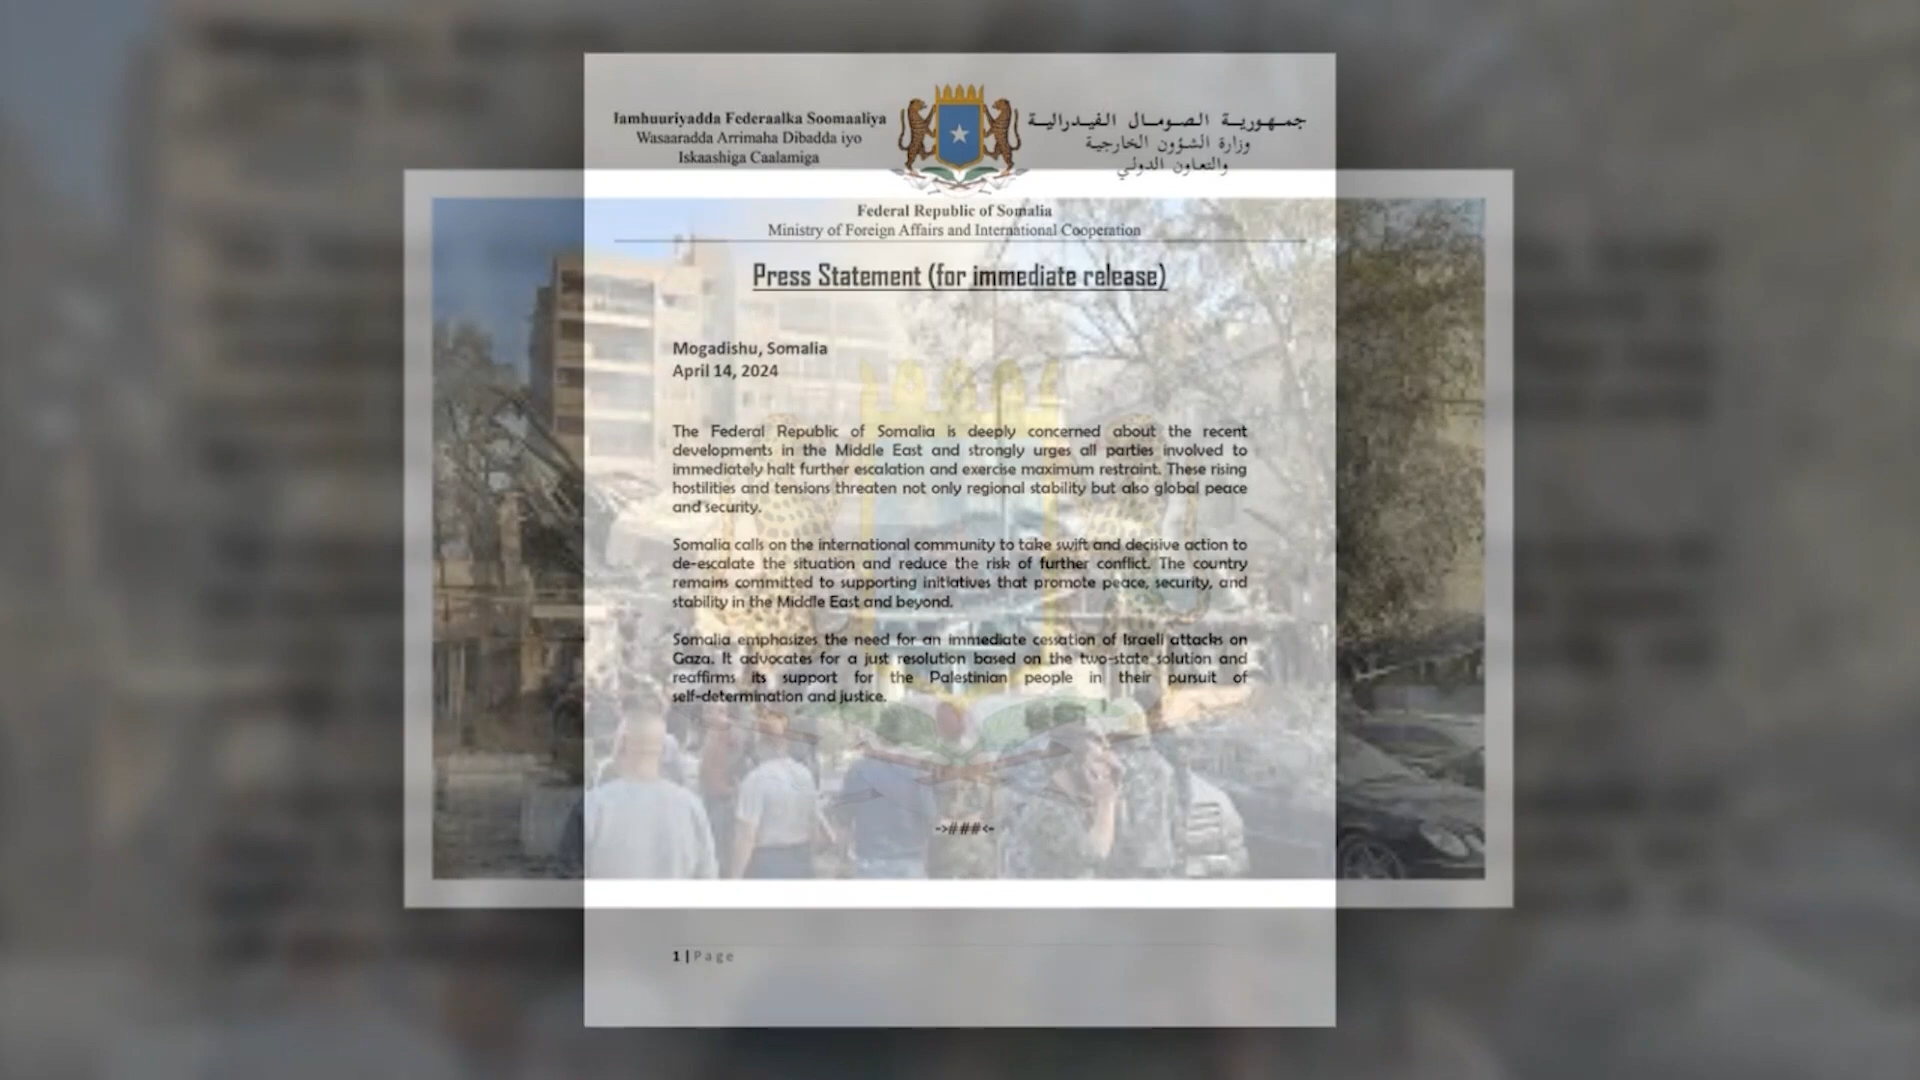 Jamhuuriyadda Federaalka Soomaaliya
Wasaaradda Arrimaha Dibadda iyo
Iskaashiga Caalamiga
جمهورية الصومال الفيدرالية
وزارة الشؤون الخارجية
والتعاون الدولي
Federal Republic of Somalia
Ministry of Foreign Affairs and International Cooperation
Press Statement (for immediate release)
Mogadishu, Somalia
April 14, 2024
The Federal Republic of Somalia is deeply concerned about the recent
developments in the Middle East and strongly urges all parties involved to
immediately halt further escalation and exercise maximum restraint. These rising
hostilities and tensions threaten not only regional stability but also global peace
and security.
Somalia calls on the international community to take swift and decisive action to
de-escalate the situation and reduce the risk of further conflict. The country
remains committed to supporting initiatives that promote peace, security, and
stability in the Middle East and beyond.
Somalia emphasizes the need for an immediate cessation of Israeli attacks on
Gaza. It advocates for a just resolution based on the two-state solution and
reaffirms its support for the Palestinian people in their pursuit of
self-determination and justice.
->###<-
1 | Page